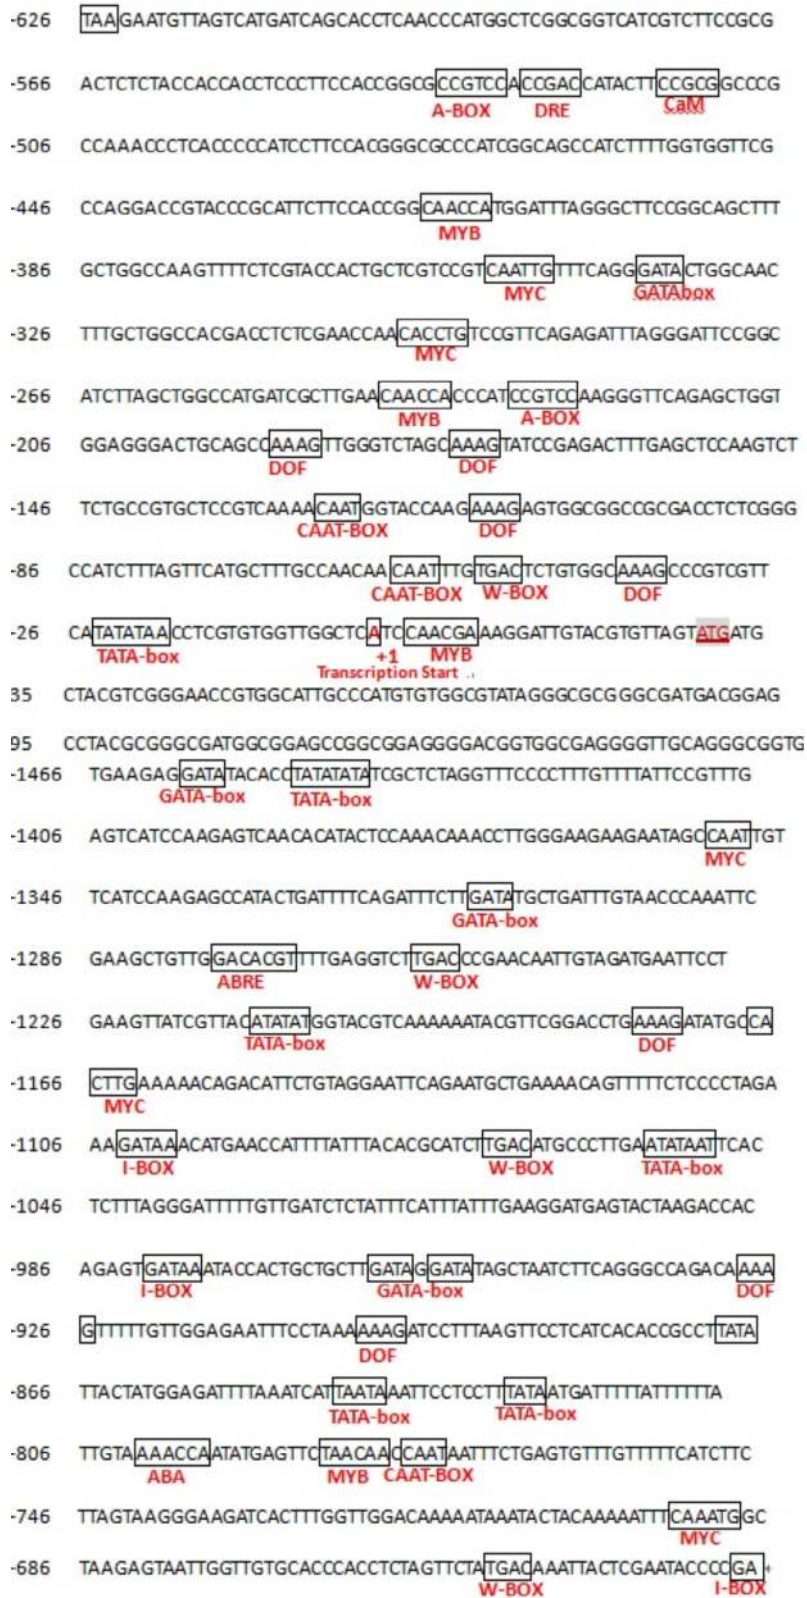 -626 TAAGAATGTTAGTCATGATCAGCACCTCAACCCATGGCTCGGCGGTCATCGTCTTCCGCG
-566 ACTCTCTACCACCACCTCCCTTCCACCGGCGCCGTCCACCGACCATACTTCCGCGGCCCG
A-BOX DRE CaM
-506 CCAAACCCTCACCCCCATCCTTCCACGGGCGCCCATCGGCAGCCATCTTTTGGTGGTTCG
-446 CCAGGACCGTACCCGCATTCTTCCACCGGCAACCATGGATTTAGGGCTTCCGGCAGCTTT
MYB
-386 GCTGGCCAAGTTTTCTCGTACCACTGCTCGTCCGTCAATTGTTTCAGGGATACTGGCAAC
MYC GATAbox
-326 TTTGCTGGCCACGACCTCTCGAACCAACACCTGTCCGTTCAGAGATTTAGGGATTCCGGC
MYC
-266 ATCTTAGCTGGCCATGATCGCTTGAACAACCACCCATCCGTCCAAGGGTTCAGAGCTGGT
MYB A-BOX
-206 GGAGGGACTGCAGCCAAAGTTGGGTCTAGCAAAGTATCCGAGACTTTGAGCTCCAAGTCT
DOF DOF
-146 TCTGCCGTGCTCCGTCAAAACAATGGTACCAAGAAAGAGTGGCGGCCGCGACCTCTCGGG
CAAT-BOX DOF
-86 CCATCTTTAGTTCATGCTTTGCCAACAACAATTTGTGACTCTGTGGCAAAGCCCGTCGTT
CAAT-BOX W-BOX DOF
-26 CATATATAACCTCGTGTGGTTGGCTCATCCAACGAAAGGATTGTACGTGTTAGTATGATG
TATA-box +1 MYB
Transcription Start
35 CTACGTCGGGAACCGTGGCATTGCCCATGTGTGGCGTATAGGGCGCGGGCGATGACGGAG
95 CCTACGCGGGCGATGGCGGAGCCGGCGGAGGGGACGGTGGCGAGGGGTTGCAGGGCGGTG
-1466 TGAAGAGGATATACACCTATATATATCGCTCTAGGTTTCCCCTTTGTTTTATTCCGTTTG
GATA-box TATA-box
-1406 AGTCATCCAAGAGTCAACACATACTCCAAACAAACCTTGGGAAGAAGAATAGCCAATTGT
MYC
-1346 TCATCCAAGAGCCATACTGATTTTCAGATTTCTTGATATGCTGATTTGTAACCCAAATTC
GATA-box
-1286 GAAGCTGTTGGACACGTTTTGAGGTCTTGACCCGAACAATTGTAGATGAATTCCT
ABRE W-BOX
-1226 GAAGTTATCGTTACATATATGGTACGTCAAAAAATACGTTCGGACCTGAAAGATATGCCA
TATA-box DOF
-1166 CTTGAAAAACAGACATTCTGTAGGAATTCAGAATGCTGAAAACAGTTTTTCTCCCCTAGA
MYC
-1106 AAGATAAACATGAACCATTTTATTTACACGCATCTTGACATGCCCTTGAATATAATTCAC
I-BOX W-BOX TATA-box
-1046 TCTTTAGGGATTTTTGTTGATCTCTATTTCATTTATTTGAAGGATGAGTACTAAGACCAC
-986 AGAGTGATAAATACCACTGCTGCTTGATAGGATATAGCTAATCTTCAGGGCCAGACAAAA
I-BOX GATA-box DOF
-926 GTTTTTGTTGGAGAATTTCCTAAAAAAGATCCTTTAAGTTCCTCATCACACCGCCTTATA
DOF
-866 TTACTATGGAGATTTTAAATCATTAATAAATTCCTCCTTTATAATGATTTTTATTTTTTA
TATA-box TATA-box
-806 TTGTAAAACCAATATGAGTTCTAACAACCAATAATTTCTGAGTGTTTGTTTTTCATCTTC
ABA MYB CAAT-BOX
-746 TTAGTAAGGGAAGATCACTTTGGTTGGACAAAAATAAATACTACAAAAATTTCAAATGGC
MYC
-686 TAAGAGTAATTGGTTGTGCACCCACCTCTAGTTCTATGACAAATTACTCGAATACCCCGA
W-BOX I-BOX